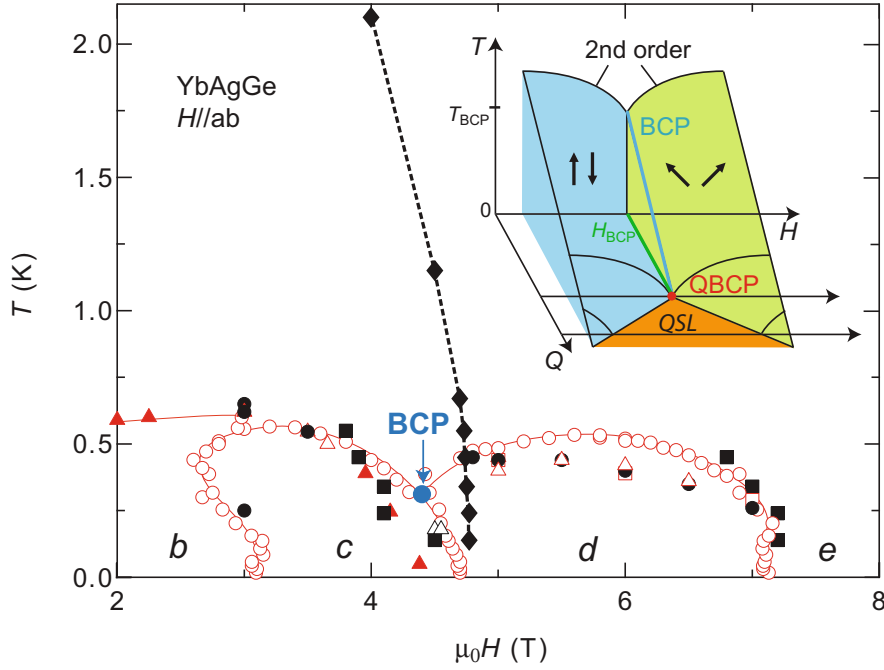 YbAgGe
H//ab
T
2nd order
T_BCP
BCP
0
H_BCP
H
QBCP
QSL
Q
T (K)
2.0
1.5
1.0
0.5
0.0
BCP
b
c
d
e
2
4
6
8
μ₀H (T)